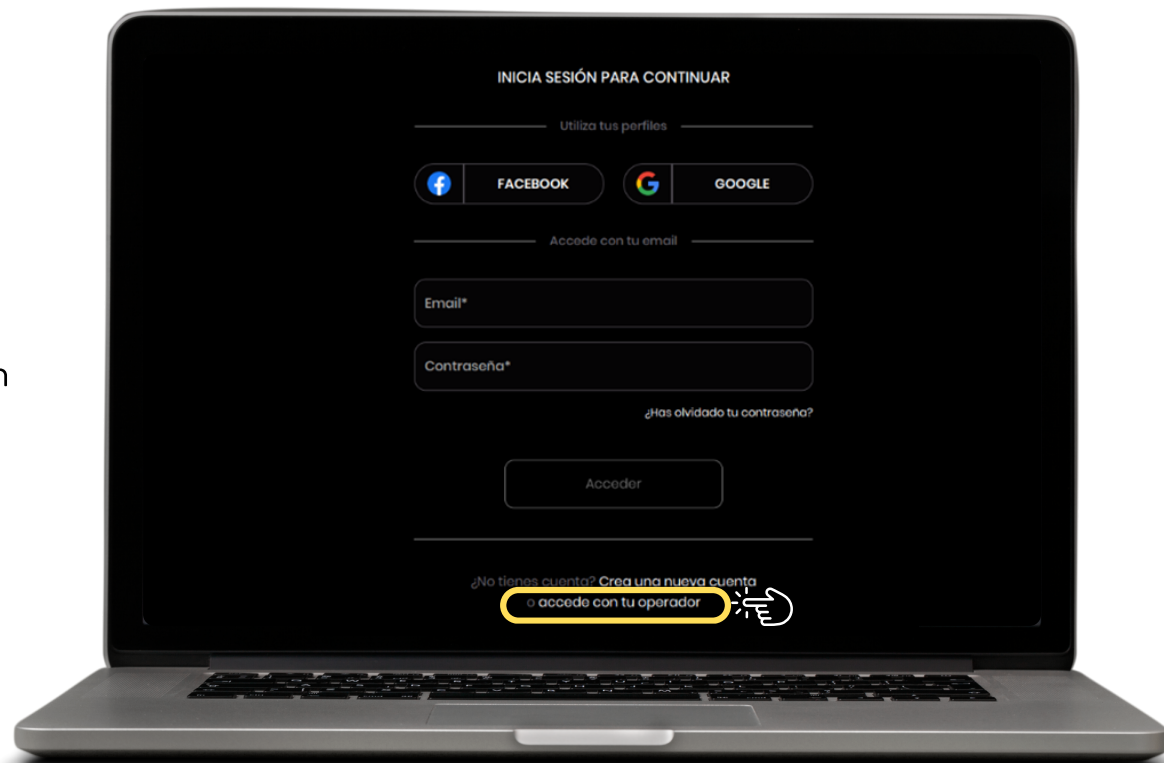 INICIA SESIÓN PARA CONTINUAR
Utiliza tus perfiles
FACEBOOK
GOOGLE
Accede con tu email
Email*
Contraseña*
n
¿Has olvidado tu contraseña?
Acceder
¿No tienes cuenta? Crea una nueva cuenta
o accede con tu operador